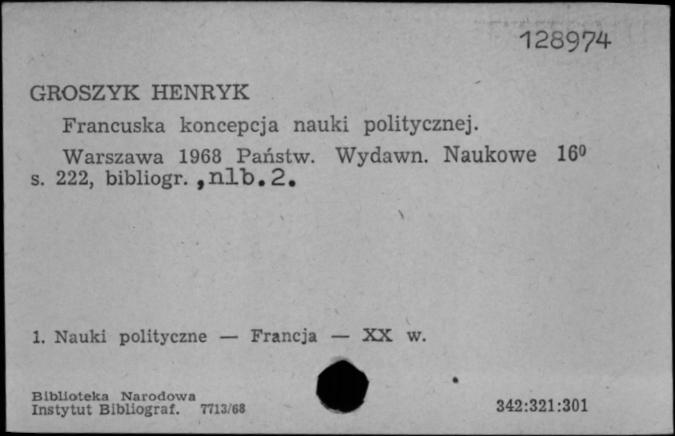 128974
GROSZYK HENRYK
Francuska koncepcja nauki politycznej.
Warszawa 1968 Państw. Wydawn. Naukowe 16⁰
s. 222, bibliogr. , nlb. 2.
1. Nauki polityczne — Francja — XX w.
Biblioteka Narodowa
Instytut Bibliograf. 7713/68
342:321:301